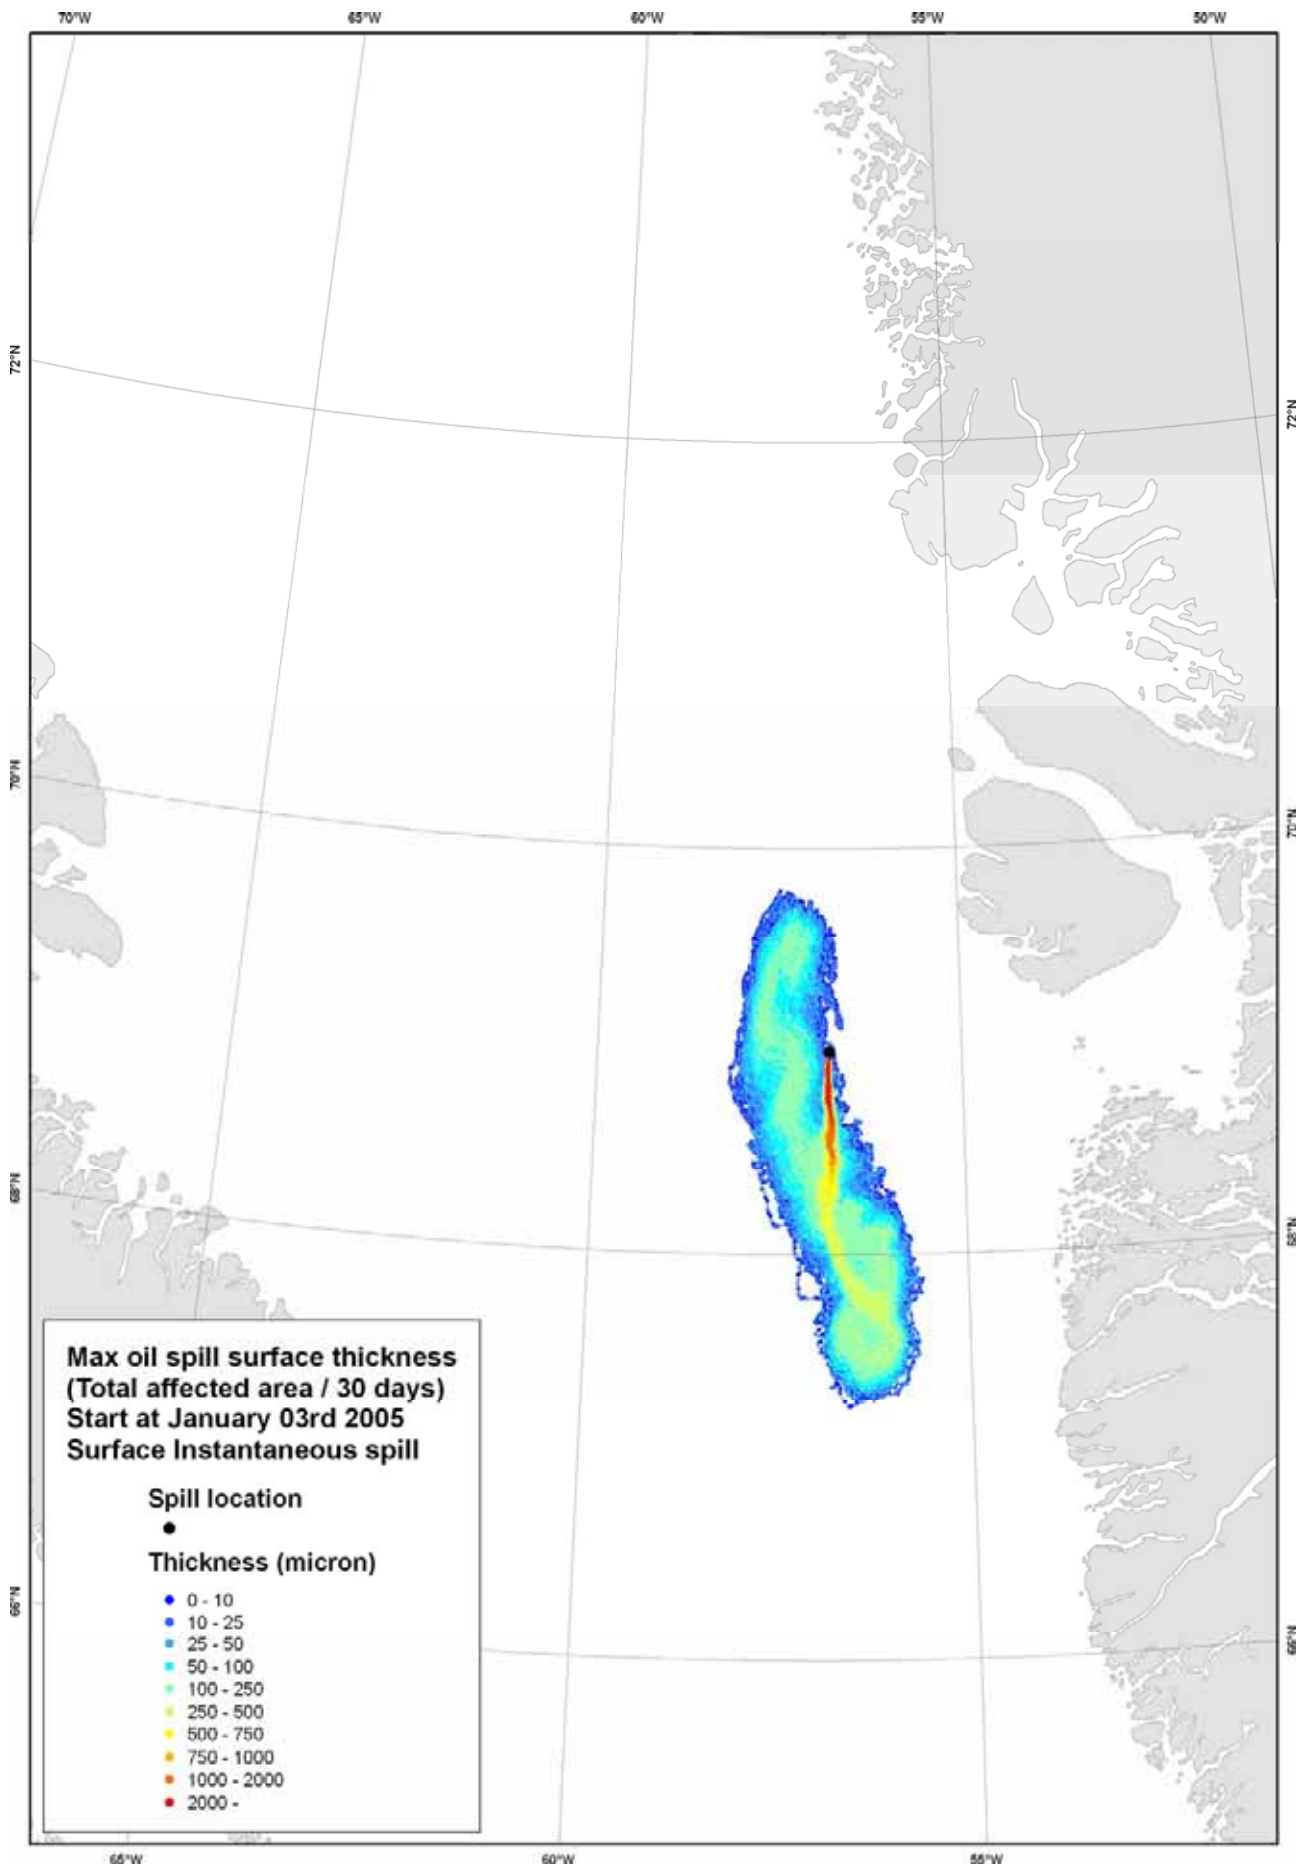 70°W 65°W 60°W 55°W 50°W
72°N
72°N
70°N
70°N
68°N
68°N
Max oil spill surface thickness
(Total affected area / 30 days)
Start at January 03rd 2005
Surface Instantaneous spill
Spill location
Thickness (micron)
0 - 10
10 - 25
25 - 50
50 - 100
100 - 250
250 - 500
500 - 750
750 - 1000
1000 - 2000
2000 -
66°N
66°N
65°W 60°W 55°W